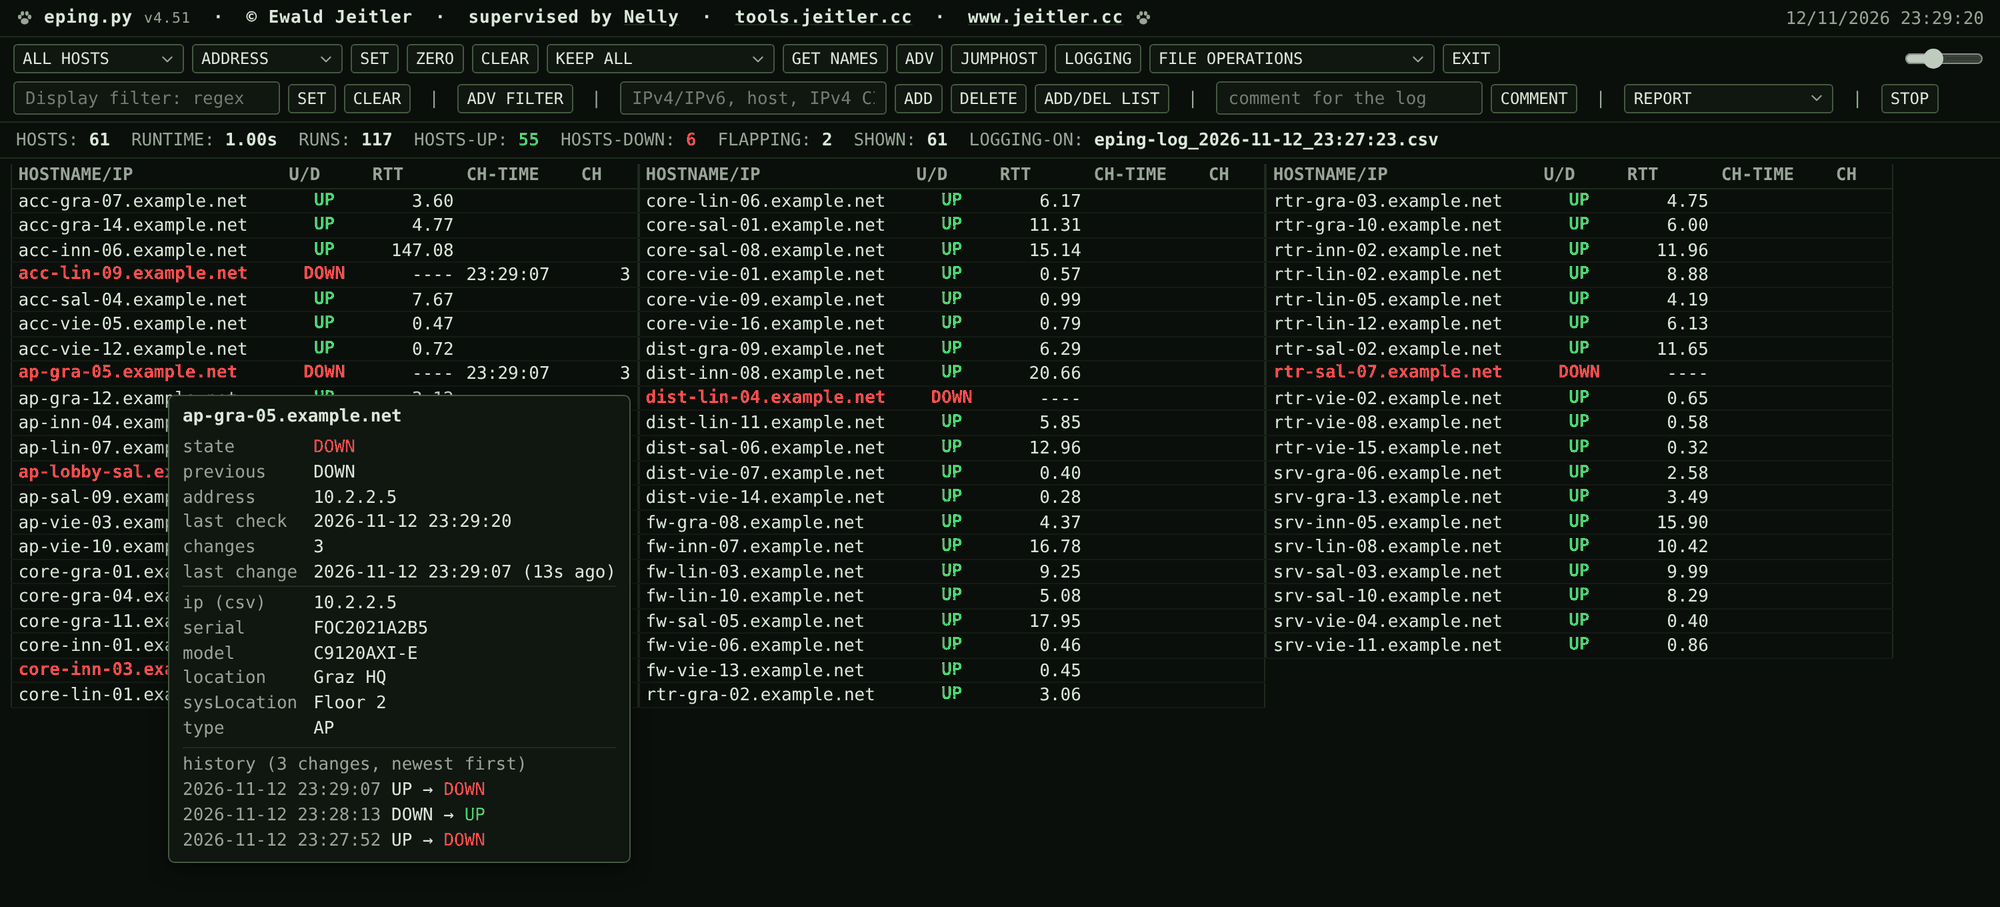 eping.py v4.51 · © Ewald Jeitler · supervised by Nelly · tools.jeitler.cc · www.jeitler.cc 12/11/2026 23:29:20
ALL HOSTS ADDRESS SET ZERO CLEAR KEEP ALL GET NAMES ADV JUMPHOST LOGGING FILE OPERATIONS EXIT
Display filter: regex SET CLEAR | ADV FILTER | IPv4/IPv6, host, IPv4 C ADD DELETE ADD/DEL LIST | comment for the log COMMENT | REPORT | STOP
HOSTS: 61 RUNTIME: 1.00s RUNS: 117 HOSTS-UP: 55 HOSTS-DOWN: 6 FLAPPING: 2 SHOWN: 61 LOGGING-ON: eping-log_2026-11-12_23:27:23.csv
HOSTNAME/IP U/D RTT CH-TIME CH
acc-gra-07.example.net UP 3.60
acc-gra-14.example.net UP 4.77
acc-inn-06.example.net UP 147.08
acc-lin-09.example.net DOWN ---- 23:29:07 3
acc-sal-04.example.net UP 7.67
acc-vie-05.example.net UP 0.47
acc-vie-12.example.net UP 0.72
ap-gra-05.example.net DOWN ---- 23:29:07 3
ap-gra-12.example.net
ap-inn-04.exam
ap-lin-07.exam
ap-lobby-sal.e
ap-sal-09.exam
ap-vie-03.exam
ap-vie-10.exam
core-gra-01.exa
core-gra-04.exa
core-gra-11.exa
core-inn-01.exa
core-inn-03.exa
core-lin-01.exa
ap-gra-05.example.net
state DOWN
previous DOWN
address 10.2.2.5
last check 2026-11-12 23:29:20
changes 3
last change 2026-11-12 23:29:07 (13s ago)
ip (csv) 10.2.2.5
serial FOC2021A2B5
model C9120AXI-E
location Graz HQ
sysLocation Floor 2
type AP
history (3 changes, newest first)
2026-11-12 23:29:07 UP → DOWN
2026-11-12 23:28:13 DOWN → UP
2026-11-12 23:27:52 UP → DOWN
HOSTNAME/IP U/D RTT CH-TIME CH
core-lin-06.example.net UP 6.17
core-sal-01.example.net UP 11.31
core-sal-08.example.net UP 15.14
core-vie-01.example.net UP 0.57
core-vie-09.example.net UP 0.99
core-vie-16.example.net UP 0.79
dist-gra-09.example.net UP 6.29
dist-inn-08.example.net UP 20.66
dist-lin-04.example.net DOWN ----
dist-lin-11.example.net UP 5.85
dist-sal-06.example.net UP 12.96
dist-vie-07.example.net UP 0.40
dist-vie-14.example.net UP 0.28
fw-gra-08.example.net UP 4.37
fw-inn-07.example.net UP 16.78
fw-lin-03.example.net UP 9.25
fw-lin-10.example.net UP 5.08
fw-sal-05.example.net UP 17.95
fw-vie-06.example.net UP 0.46
fw-vie-13.example.net UP 0.45
rtr-gra-02.example.net UP 3.06
HOSTNAME/IP U/D RTT CH-TIME CH
rtr-gra-03.example.net UP 4.75
rtr-gra-10.example.net UP 6.00
rtr-inn-02.example.net UP 11.96
rtr-lin-02.example.net UP 8.88
rtr-lin-05.example.net UP 4.19
rtr-lin-12.example.net UP 6.13
rtr-sal-02.example.net UP 11.65
rtr-sal-07.example.net DOWN ----
rtr-vie-02.example.net UP 0.65
rtr-vie-08.example.net UP 0.58
rtr-vie-15.example.net UP 0.32
srv-gra-06.example.net UP 2.58
srv-gra-13.example.net UP 3.49
srv-inn-05.example.net UP 15.90
srv-lin-08.example.net UP 10.42
srv-sal-03.example.net UP 9.99
srv-sal-10.example.net UP 8.29
srv-vie-04.example.net UP 0.40
srv-vie-11.example.net UP 0.86